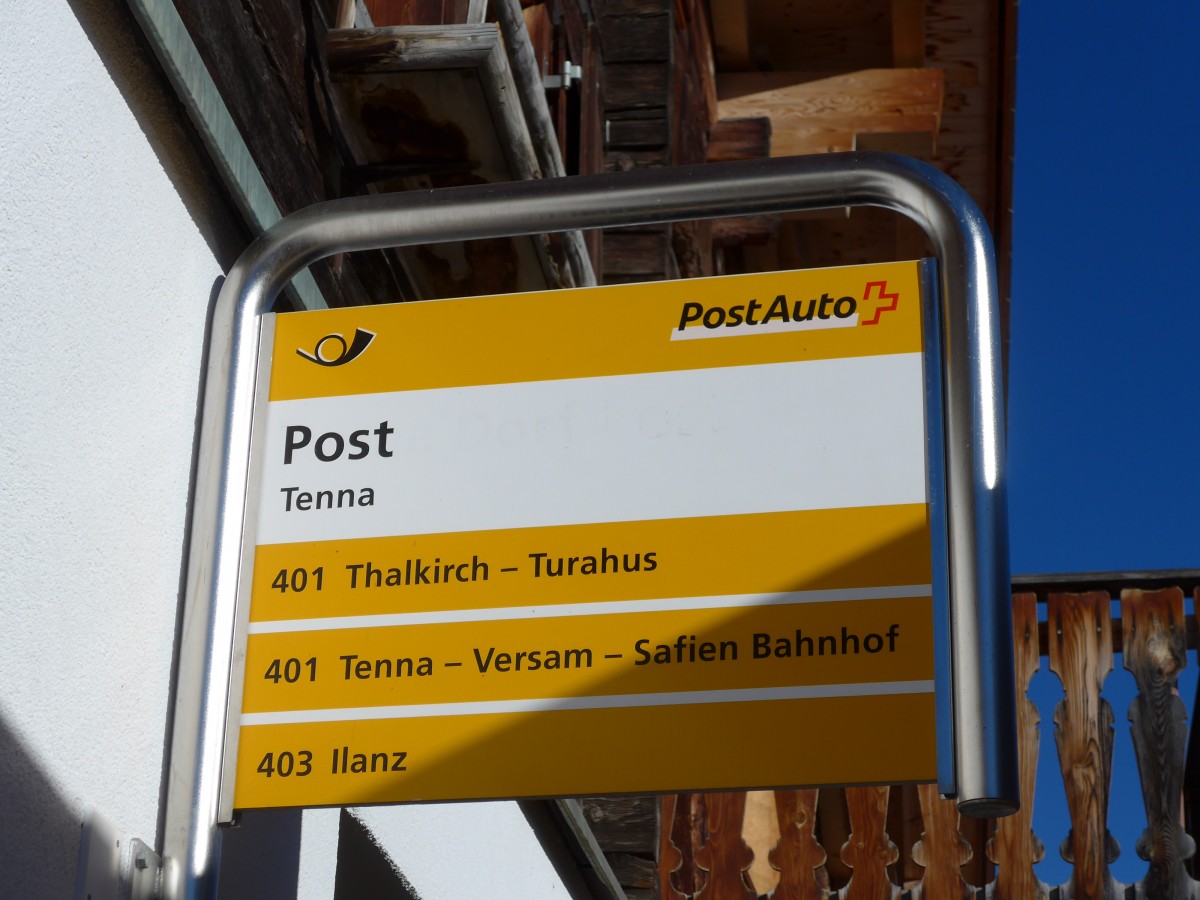 PostAuto
Post
Tenna
401 Thalkirch – Turahus
401 Tenna – Versam – Safien Bahnhof
403 Ilanz